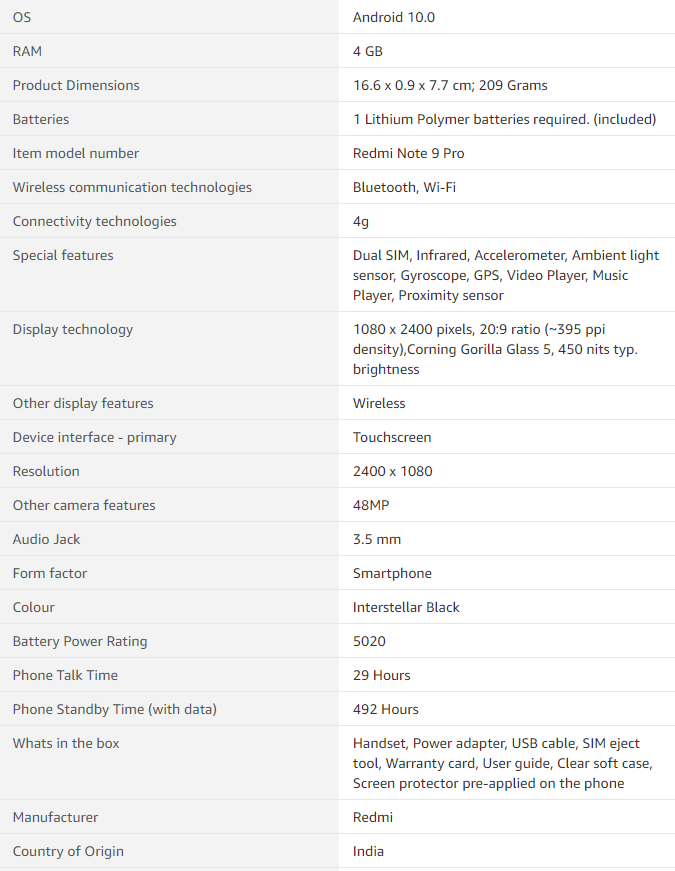 OS Android 10.0
RAM 4 GB
Product Dimensions 16.6 x 0.9 x 7.7 cm; 209 Grams
Batteries 1 Lithium Polymer batteries required. (included)
Item model number Redmi Note 9 Pro
Wireless communication technologies Bluetooth, Wi-Fi
Connectivity technologies 4g
Special features Dual SIM, Infrared, Accelerometer, Ambient light
sensor, Gyroscope, GPS, Video Player, Music
Player, Proximity sensor
Display technology 1080 x 2400 pixels, 20:9 ratio (~395 ppi
density),Corning Gorilla Glass 5, 450 nits typ.
brightness
Other display features Wireless
Device interface - primary Touchscreen
Resolution 2400 x 1080
Other camera features 48MP
Audio Jack 3.5 mm
Form factor Smartphone
Colour Interstellar Black
Battery Power Rating 5020
Phone Talk Time 29 Hours
Phone Standby Time (with data) 492 Hours
Whats in the box Handset, Power adapter, USB cable, SIM eject
tool, Warranty card, User guide, Clear soft case,
Screen protector pre-applied on the phone
Manufacturer Redmi
Country of Origin India